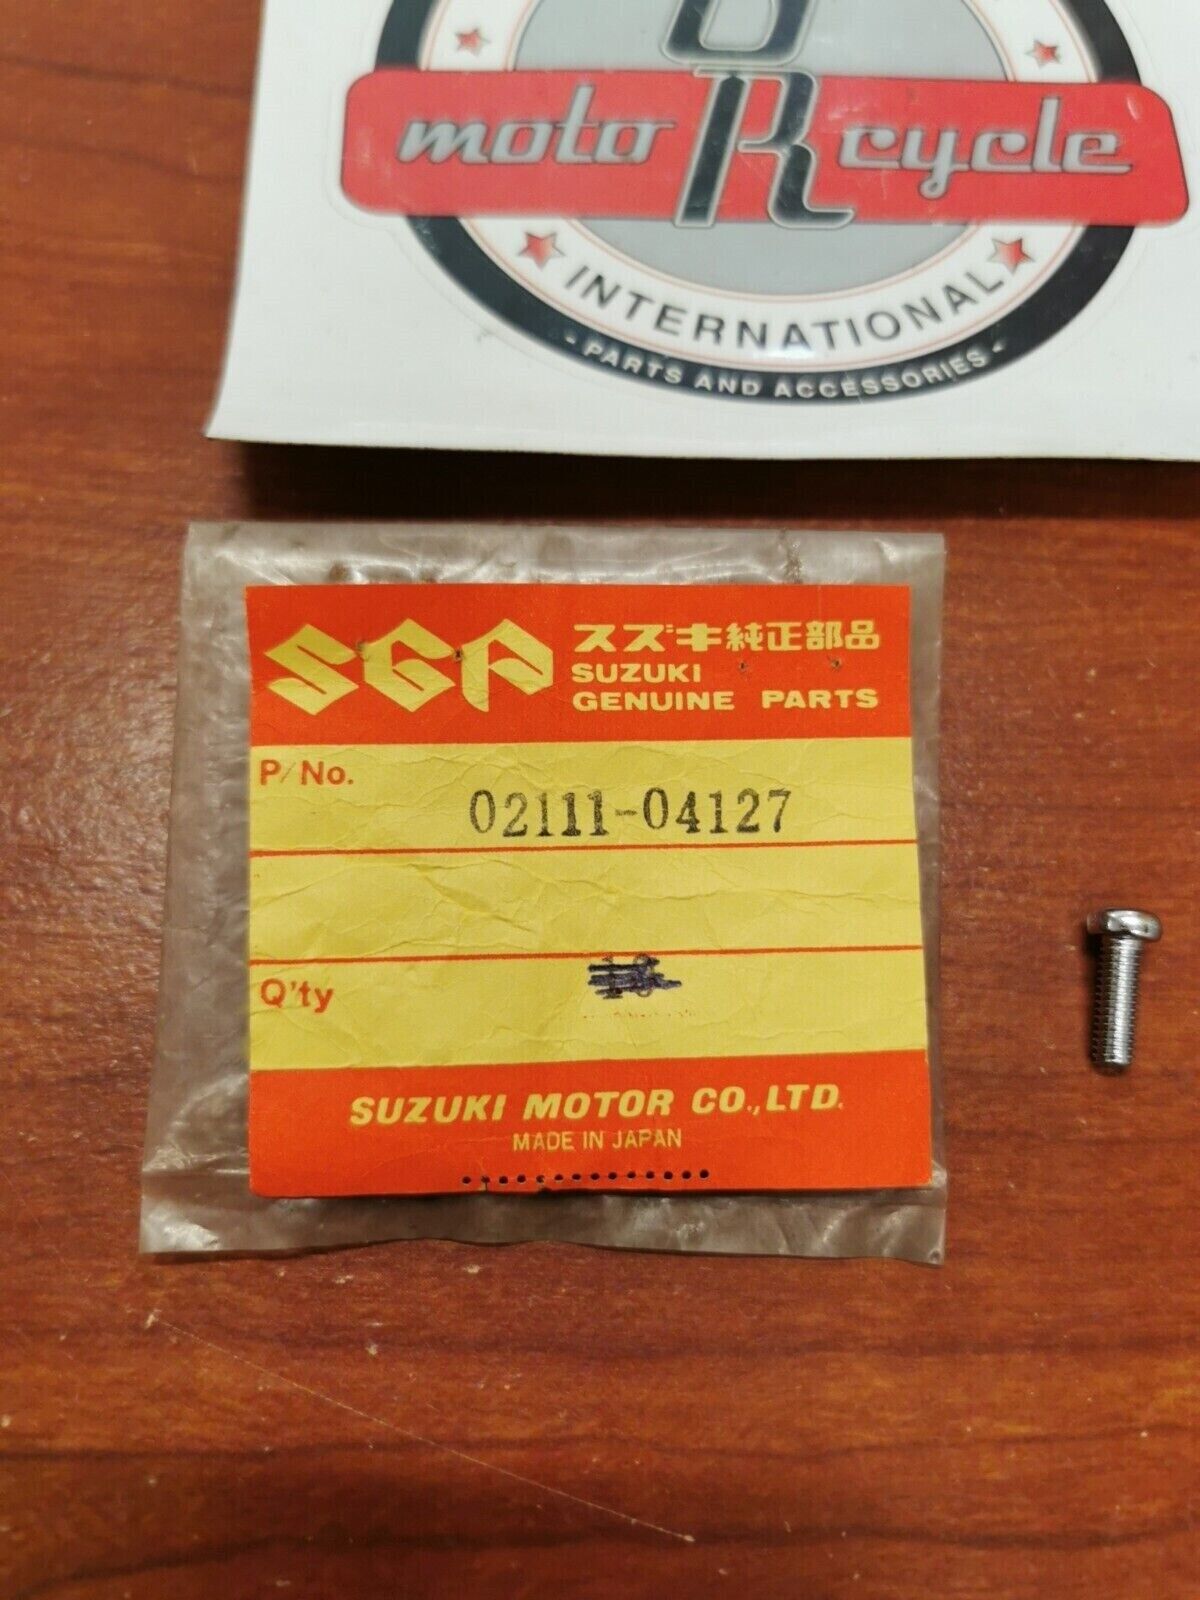 DR
moto cycle
INTERNATIONAL
- PARTS AND ACCESSORIES -
SGP
スズキ純正部品
SUZUKI
GENUINE PARTS
P/No.
02111-04127
Q'ty
SUZUKI MOTOR CO.,LTD.
MADE IN JAPAN